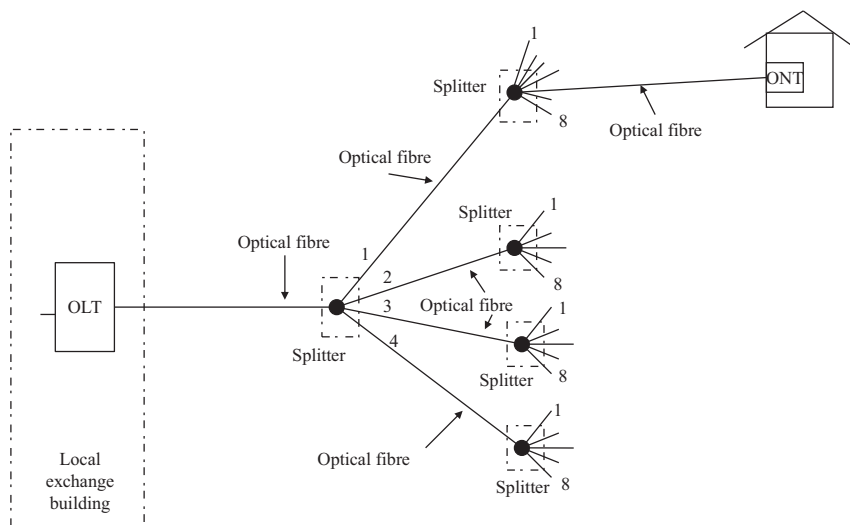 1
Splitter
ONT
8
Optical fibre
Optical fibre
1
Splitter
Optical fibre
1
2
8
OLT
Optical fibre
3
1
4
Splitter
Splitter
8
1
Optical fibre
Local
exchange
building
8
Splitter